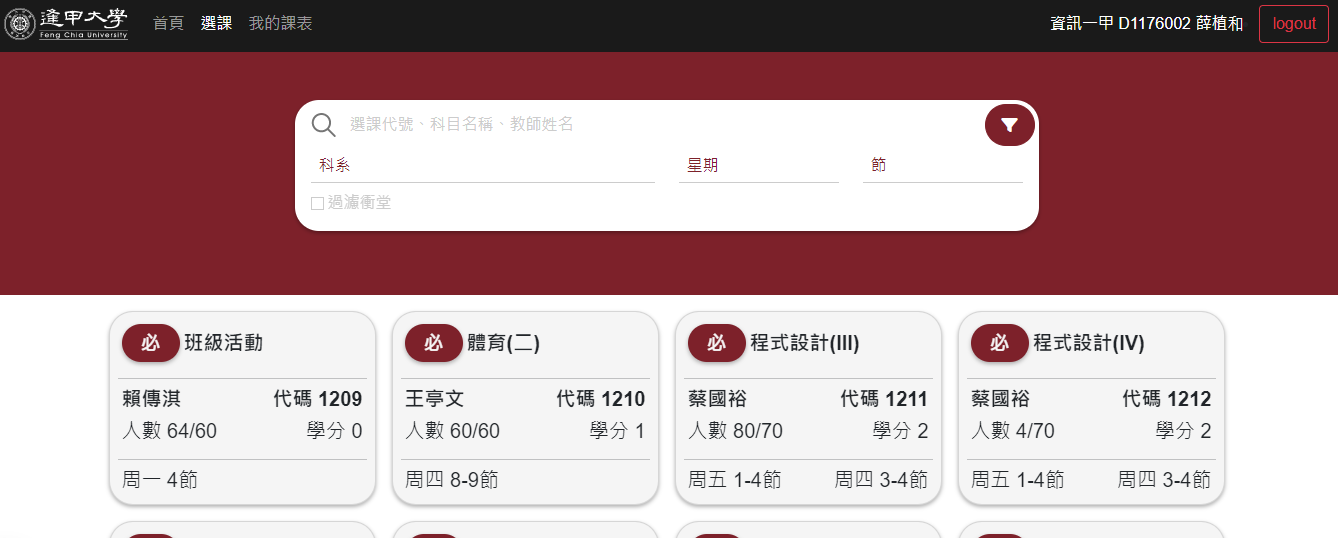 逢甲大學
Feng Chia University
首頁 選課 我的課表
資訊一甲 D1176002 薛植和
logout
選課代號、科目名稱、教師姓名
科系 星期 節
過濾衝堂
必 班級活動
賴傳淇 代碼 1209
人數 64/60 學分 0
周一 4節
必 體育(二)
王亭文 代碼 1210
人數 60/60 學分 1
周四 8-9節
必 程式設計(III)
蔡國裕 代碼 1211
人數 80/70 學分 2
周五 1-4節 周四 3-4節
必 程式設計(IV)
蔡國裕 代碼 1212
人數 4/70 學分 2
周五 1-4節 周四 3-4節